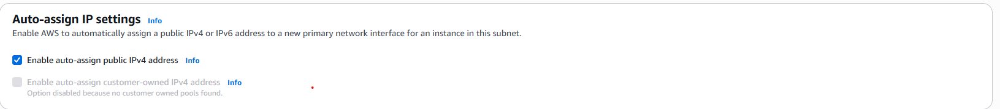 Auto-assign IP settings Info
Enable AWS to automatically assign a public IPv4 or IPv6 address to a new primary network interface for an instance in this subnet.
Enable auto-assign public IPv4 address Info
Enable auto-assign customer-owned IPv4 address Info
Option disabled because no customer owned pools found.